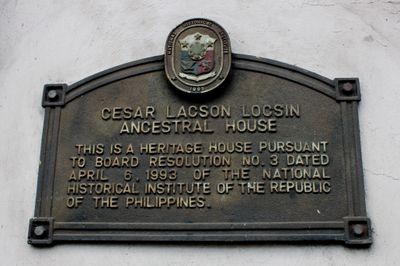 CESAR LACSON LOCSIN
ANCESTRAL HOUSE
THIS IS A HERITAGE HOUSE PURSUANT
TO BOARD RESOLUTION NO. 3 DATED
APRIL 6, 1993 OF THE NATIONAL
HISTORICAL INSTITUTE OF THE REPUBLIC
OF THE PHILIPPINES.